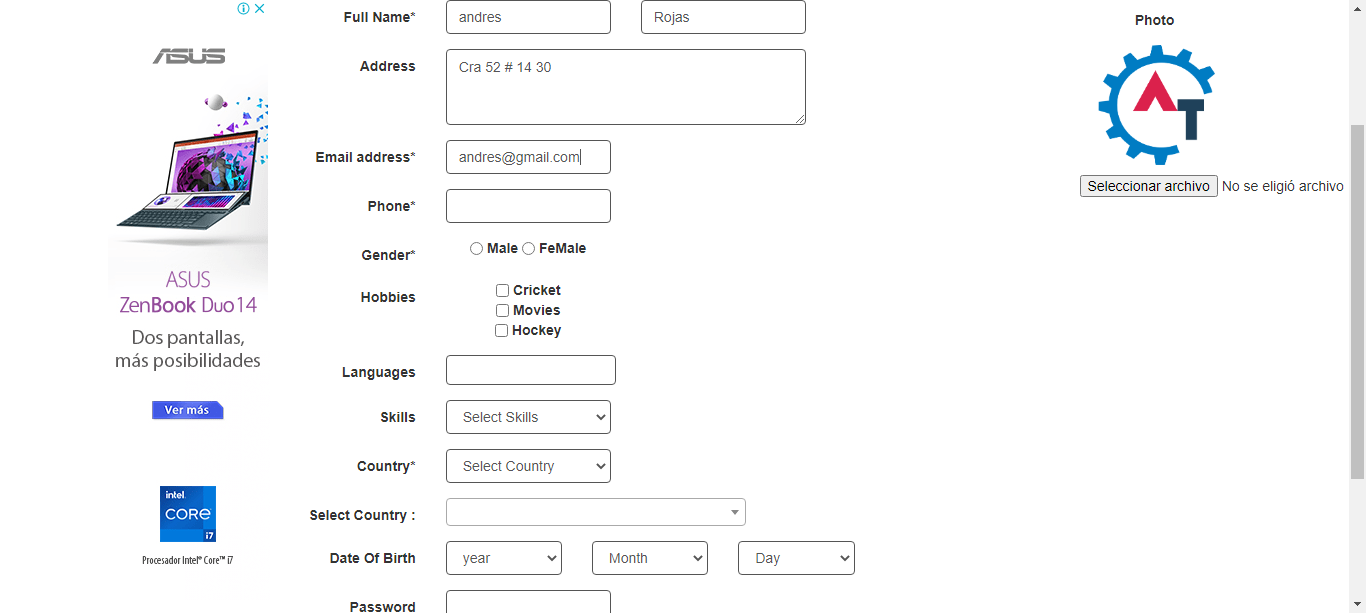 Full Name* andres Rojas
Photo
ASUS
Address Cra 52 # 14 30
AT
Email address* andres@gmail.com
Seleccionar archivo No se eligió archivo
Phone*
Gender* Male FeMale
Hobbies Cricket
Movies
Hockey
ASUS
ZenBook Duo 14
Dos pantallas,
más posibilidades
Ver más
Languages
Skills Select Skills
Country* Select Country
Select Country :
intel.
CORE
i7
Procesador Intel® Core™ i7
Date Of Birth year Month Day
Password